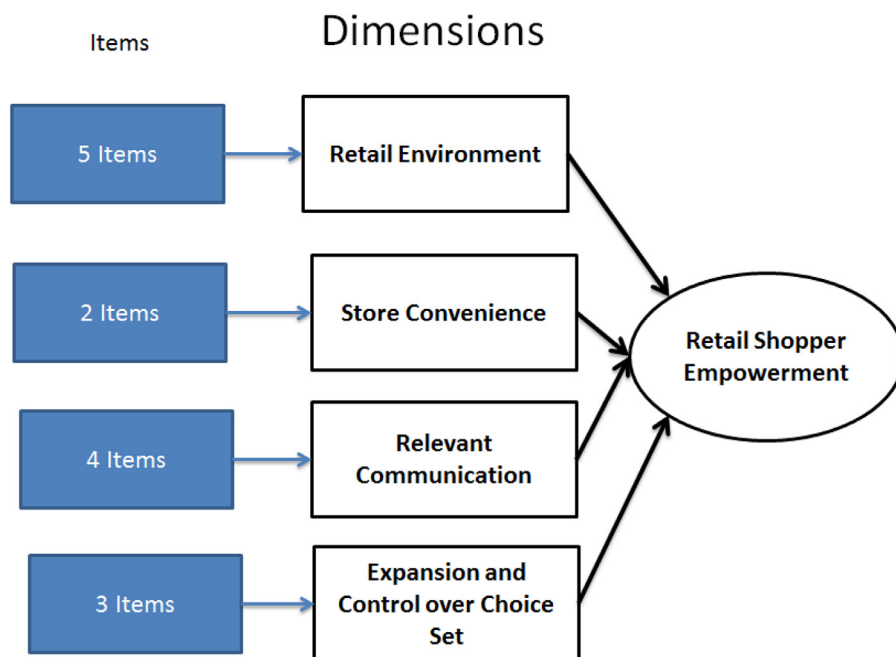 Items
Dimensions
5 Items
Retail Environment
2 Items
Store Convenience
Retail Shopper
Empowerment
4 Items
Relevant
Communication
3 Items
Expansion and
Control over Choice
Set